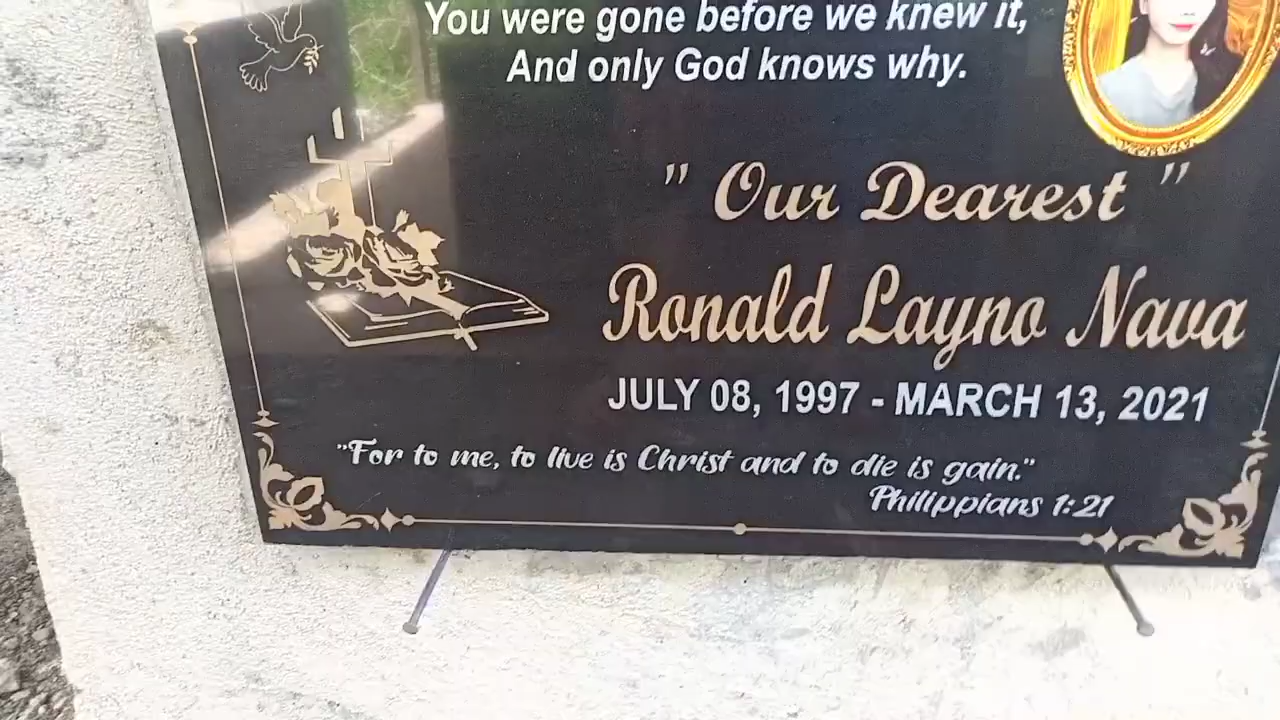 You were gone before we knew it,
And only God knows why.
" Our Dearest "
Ronald Layno Nava
JULY 08, 1997 - MARCH 13, 2021
"For to me, to live is Christ and to die is gain."
Philippians 1:21